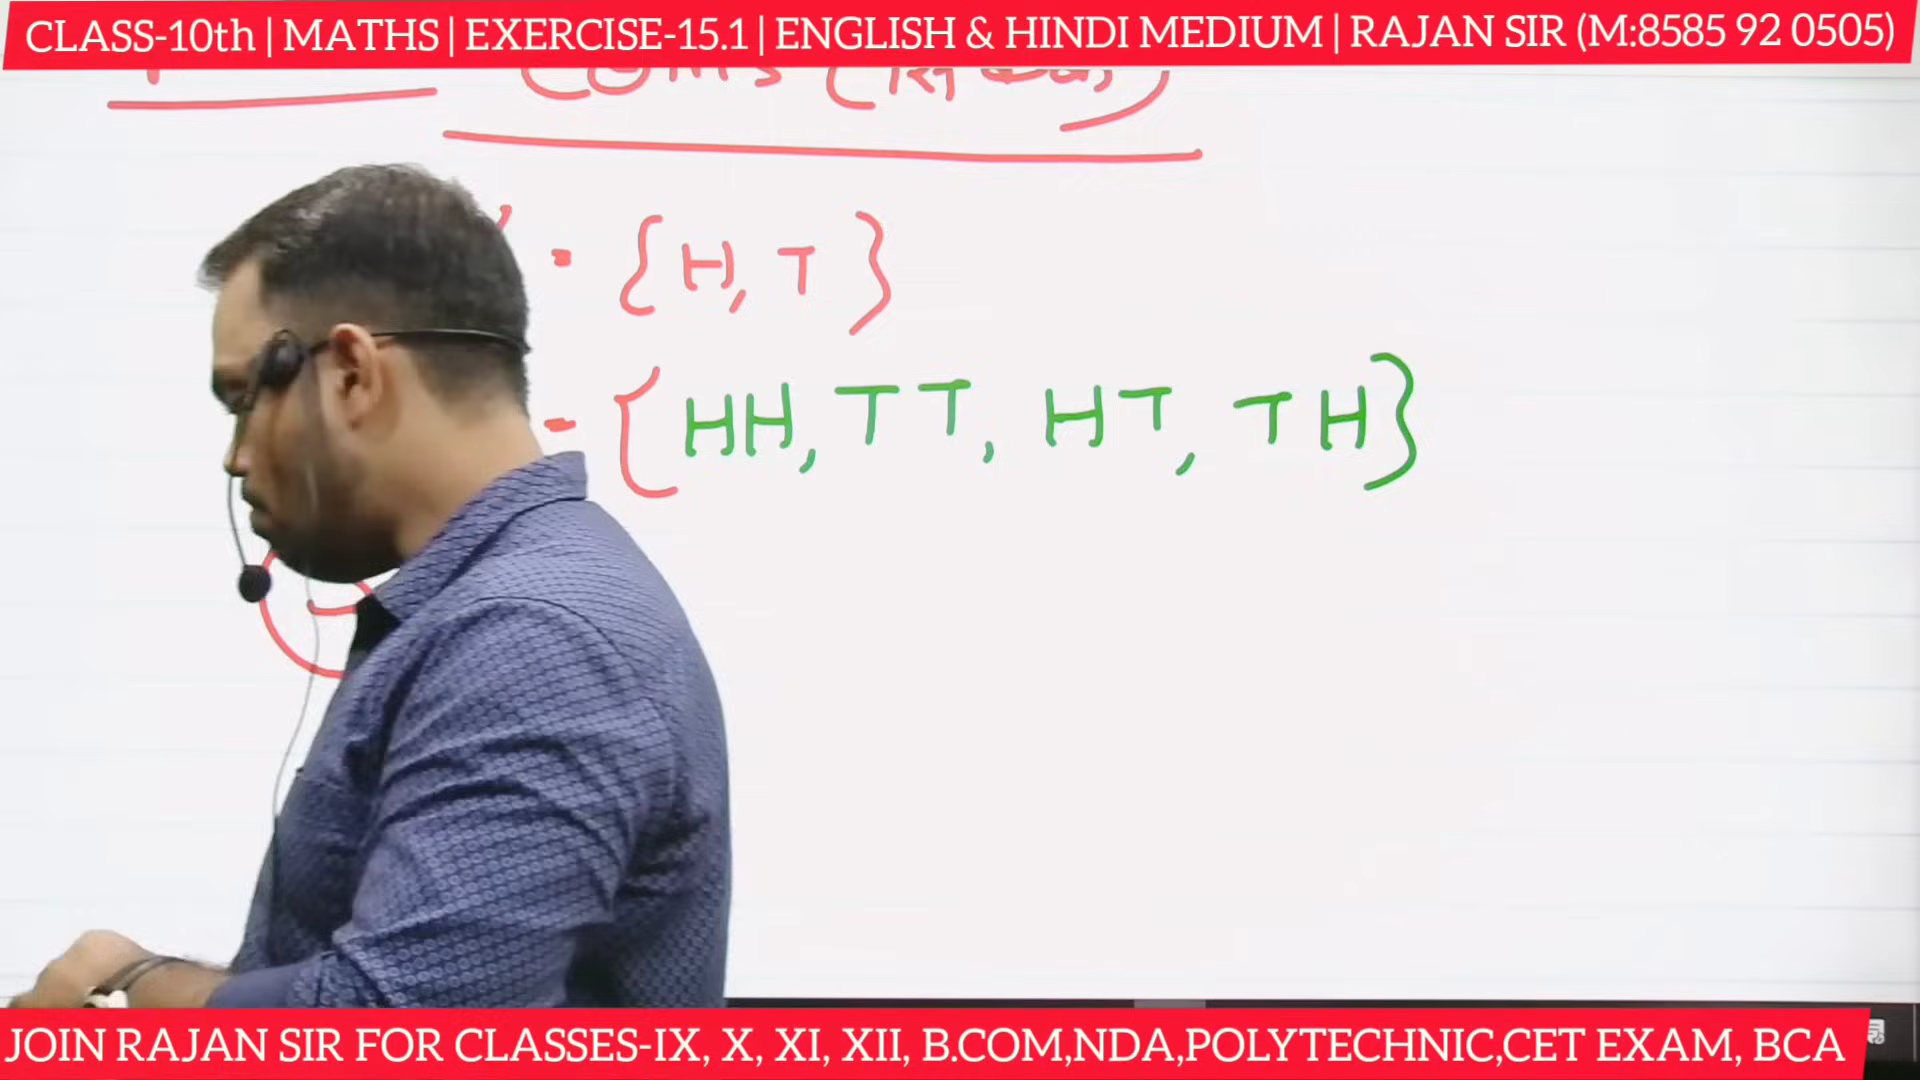 CLASS-10th | MATHS | EXERCISE-15.1 | ENGLISH & HINDI MEDIUM | RAJAN SIR (M:8585 92 0505)
= {H, T}
= {HH, TT, HT, TH}
JOIN RAJAN SIR FOR CLASSES-IX, X, XI, XII, B.COM,NDA,POLYTECHNIC,CET EXAM, BCA